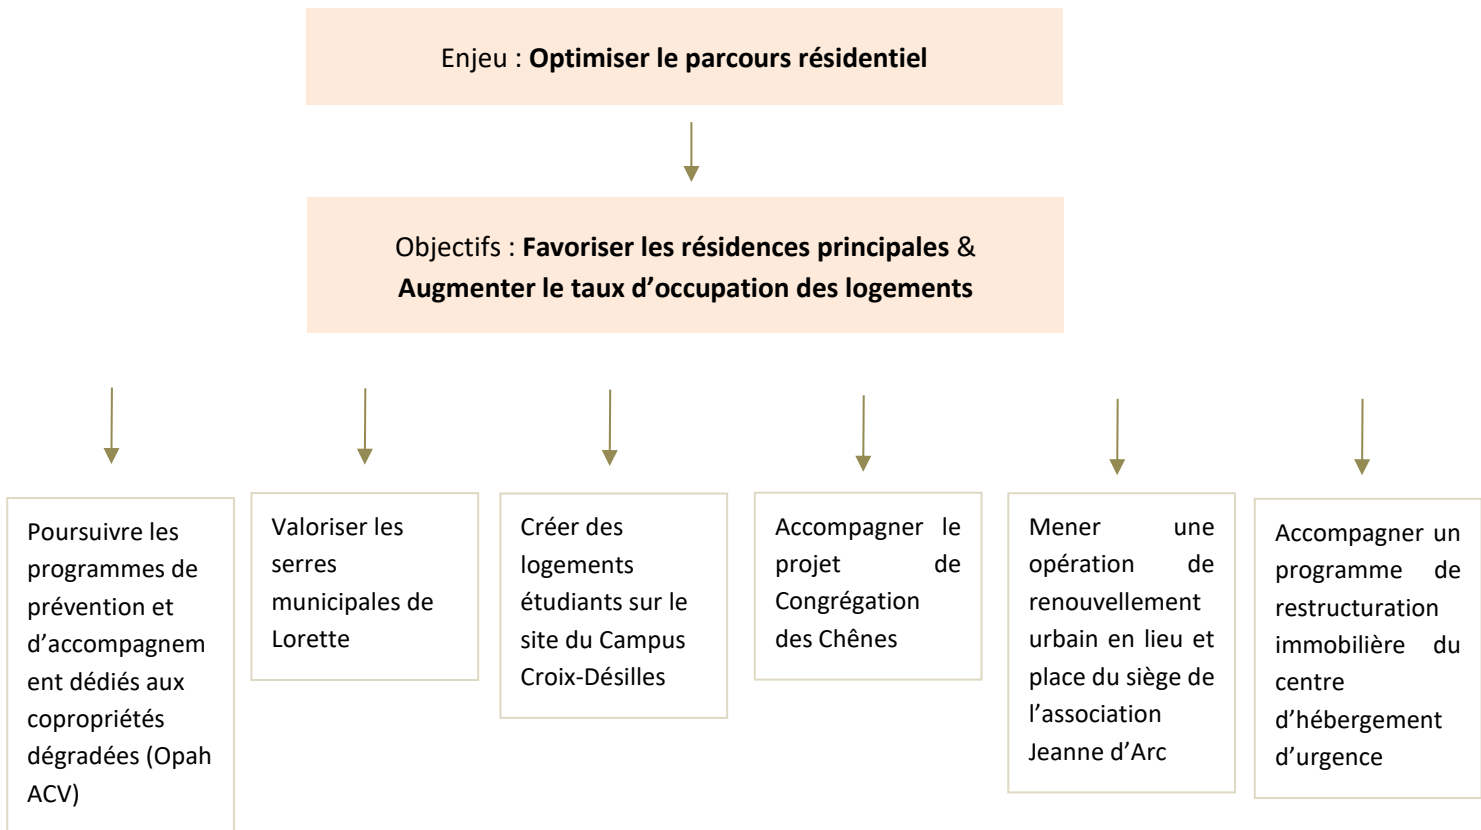 Enjeu : Optimiser le parcours résidentiel
Objectifs : Favoriser les résidences principales &
Augmenter le taux d’occupation des logements
Poursuivre les
programmes de
prévention et
d’accompagnem
ent dédiés aux
copropriétés
dégradées (Opah
ACV)
Valoriser les
serres
municipales de
Lorette
Créer des
logements
étudiants sur le
site du Campus
Croix-Désilles
Accompagner le
projet de
Congrégation
des Chênes
Mener une
opération de
renouvellement
urbain en lieu et
place du siège de
l’association
Jeanne d’Arc
Accompagner un
programme de
restructuration
immobilière du
centre
d’hébergement
d’urgence